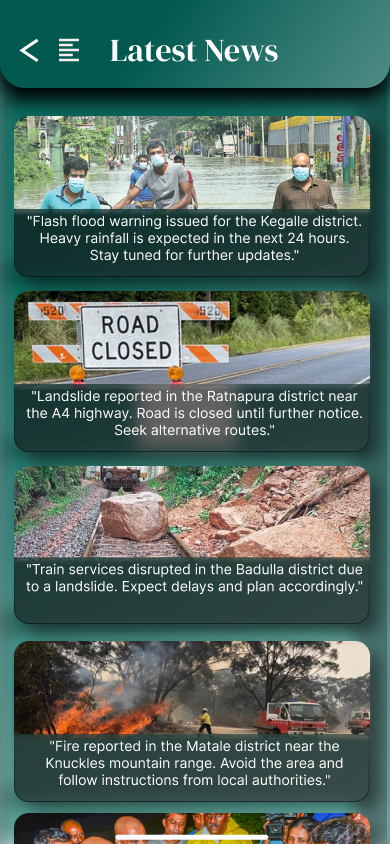 Latest News
"Flash flood warning issued for the Kegalle district.
Heavy rainfall is expected in the next 24 hours.
Stay tuned for further updates."
520 520
ROAD
CLOSED
"Landslide reported in the Ratnapura district near
the A4 highway. Road is closed until further notice.
Seek alternative routes."
"Train services disrupted in the Badulla district due
to a landslide. Expect delays and plan accordingly."
"Fire reported in the Matale district near the
Knuckles mountain range. Avoid the area and
follow instructions from local authorities."